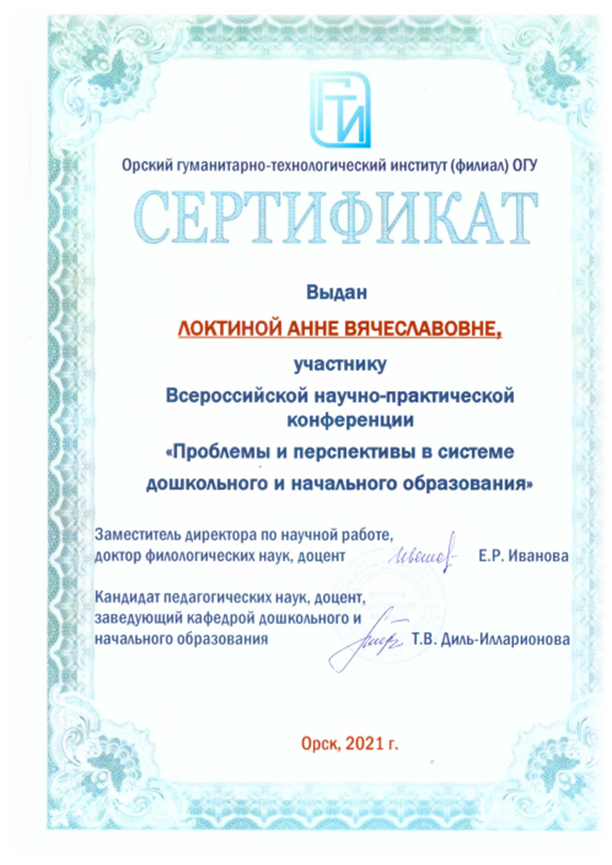 ГТИ
Орский гуманитарно-технологический институт (филиал) ОГУ
СЕРТИФИКАТ
Выдан
ЛОКТИНОЙ АННЕ ВЯЧЕСЛАВОВНЕ,
участнику
Всероссийской научно-практической
конференции
«Проблемы и перспективы в системе
дошкольного и начального образования»
Заместитель директора по научной работе,
доктор филологических наук, доцент Е.Р. Иванова
Кандидат педагогических наук, доцент,
заведующий кафедрой дошкольного и
начального образования Т.В. Диль-Илларионова
Орск, 2021 г.